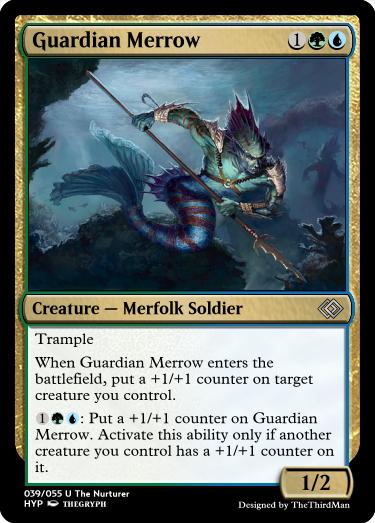 Guardian Merrow 1
Creature — Merfolk Soldier
Trample
When Guardian Merrow enters the
battlefield, put a +1/+1 counter on target
creature you control.
1 : Put a +1/+1 counter on Guardian
Merrow. Activate this ability only if another
creature you control has a +1/+1 counter on
it.
1/2
039/055 U The Nurturer
HYP THEGRYPH
Designed by TheThirdMan